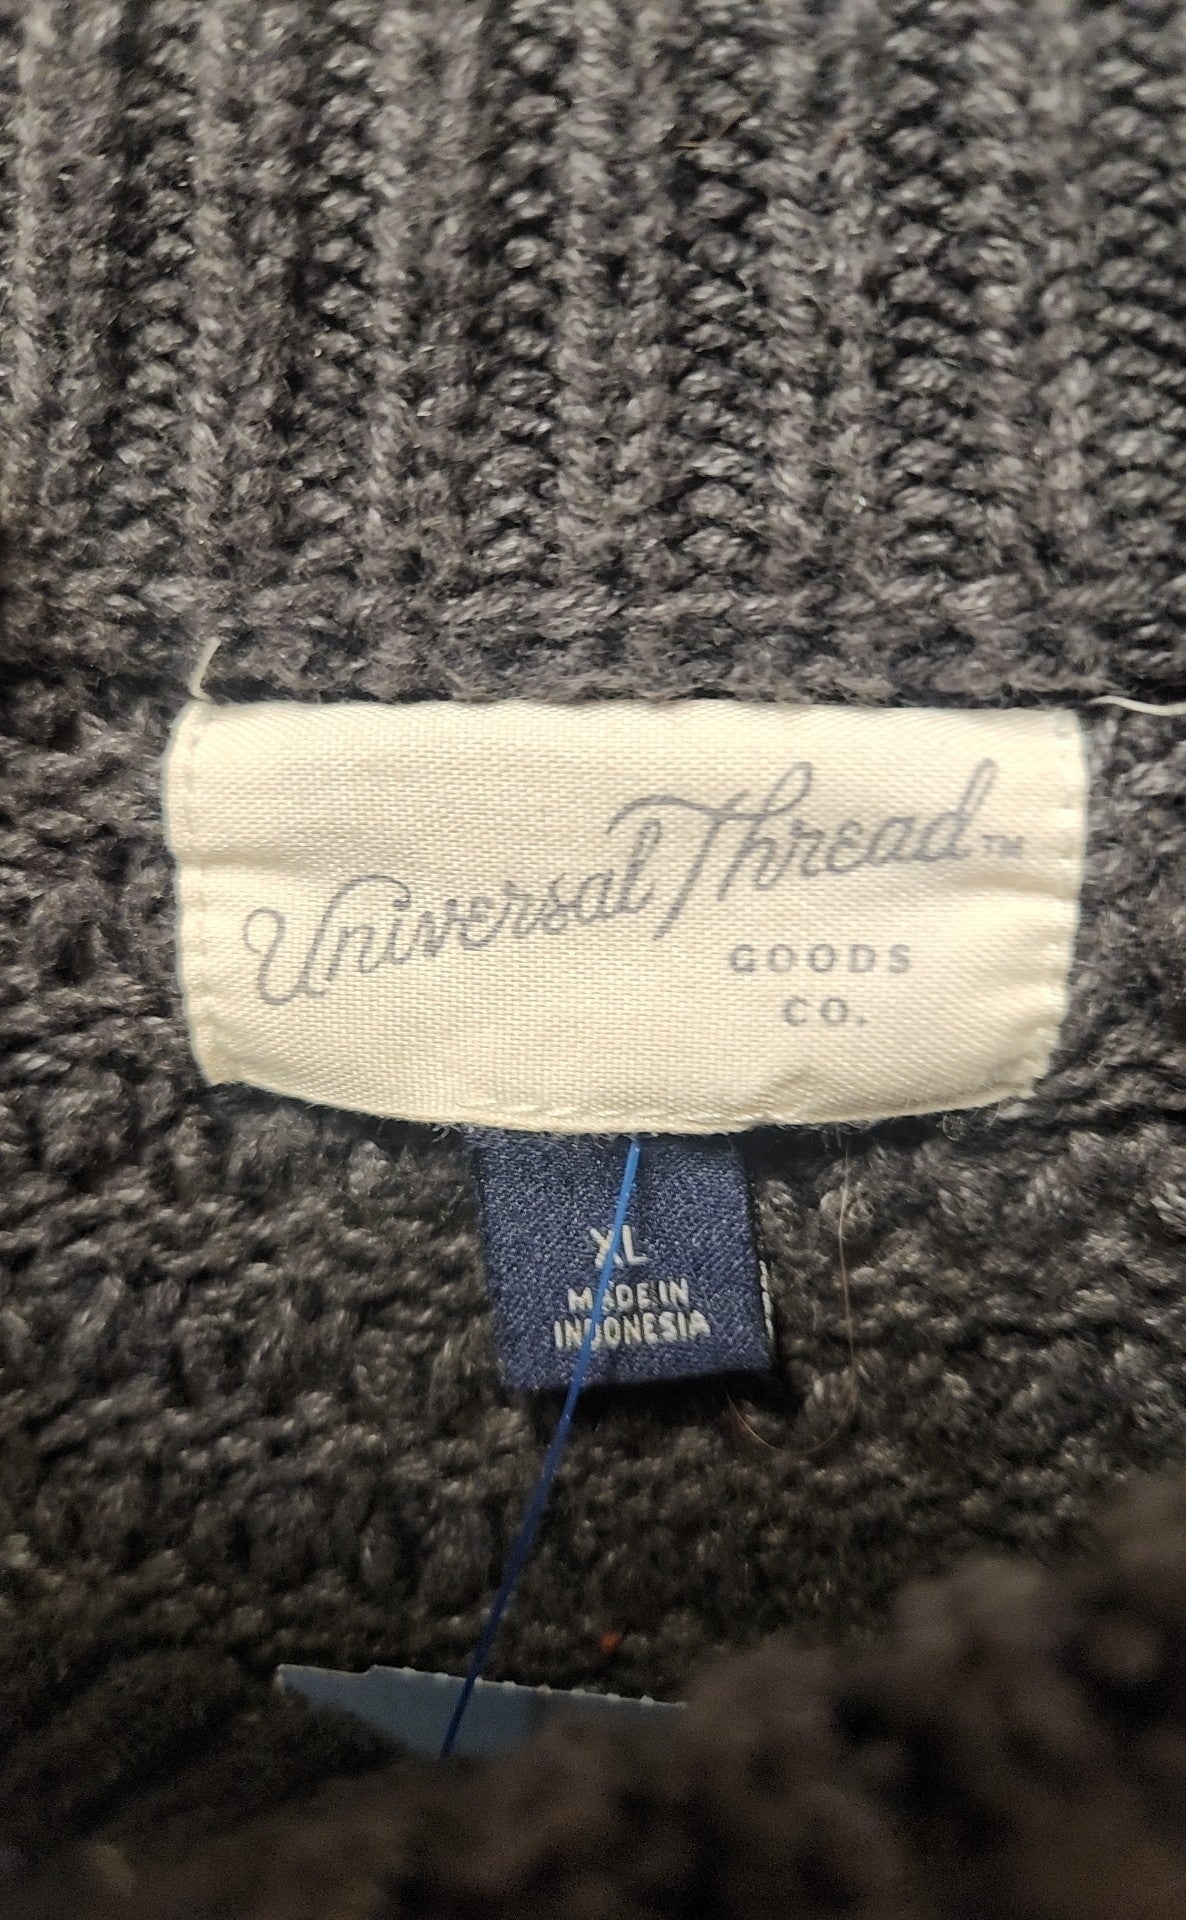 Universal Thread™
GOODS
CO.
XL
MADE IN
INDONESIA